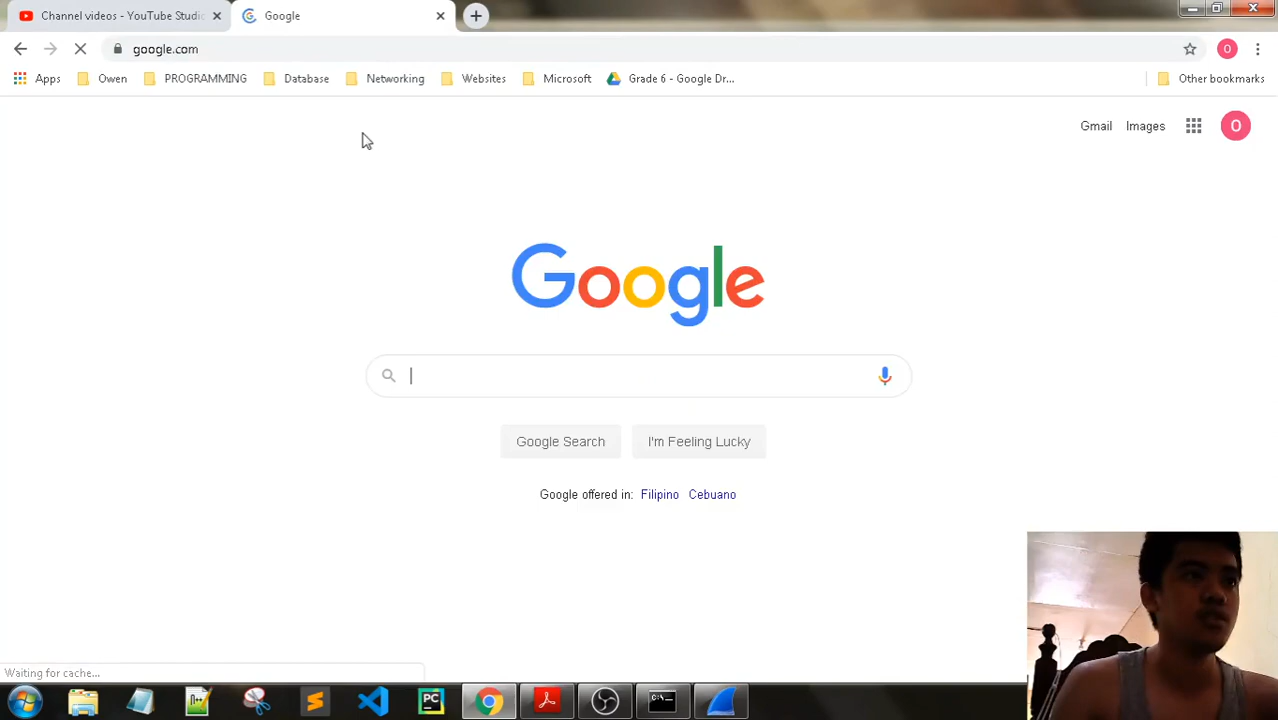 Channel videos - YouTube Studio
Google
google.com
O
Apps
Owen
PROGRAMMING
Database
Networking
Websites
Microsoft
Grade 6 - Google Dr...
Other bookmarks
Gmail
Images
O
Google
Google Search
I'm Feeling Lucky
Google offered in: Filipino Cebuano
Waiting for cache...
PC
C:\_